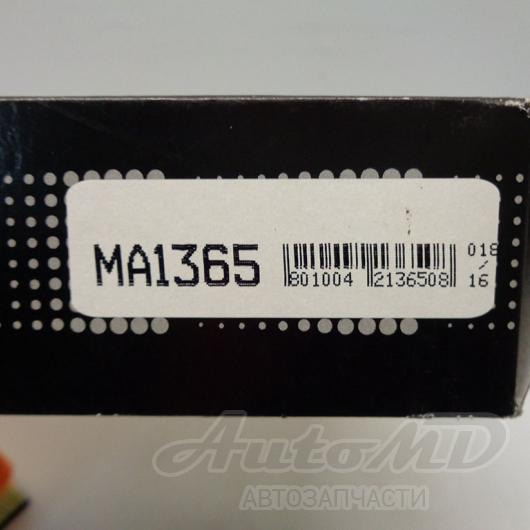 MA1365
801004 2136508
018
/
16
AutoMD
АВТОЗАПЧАСТИ